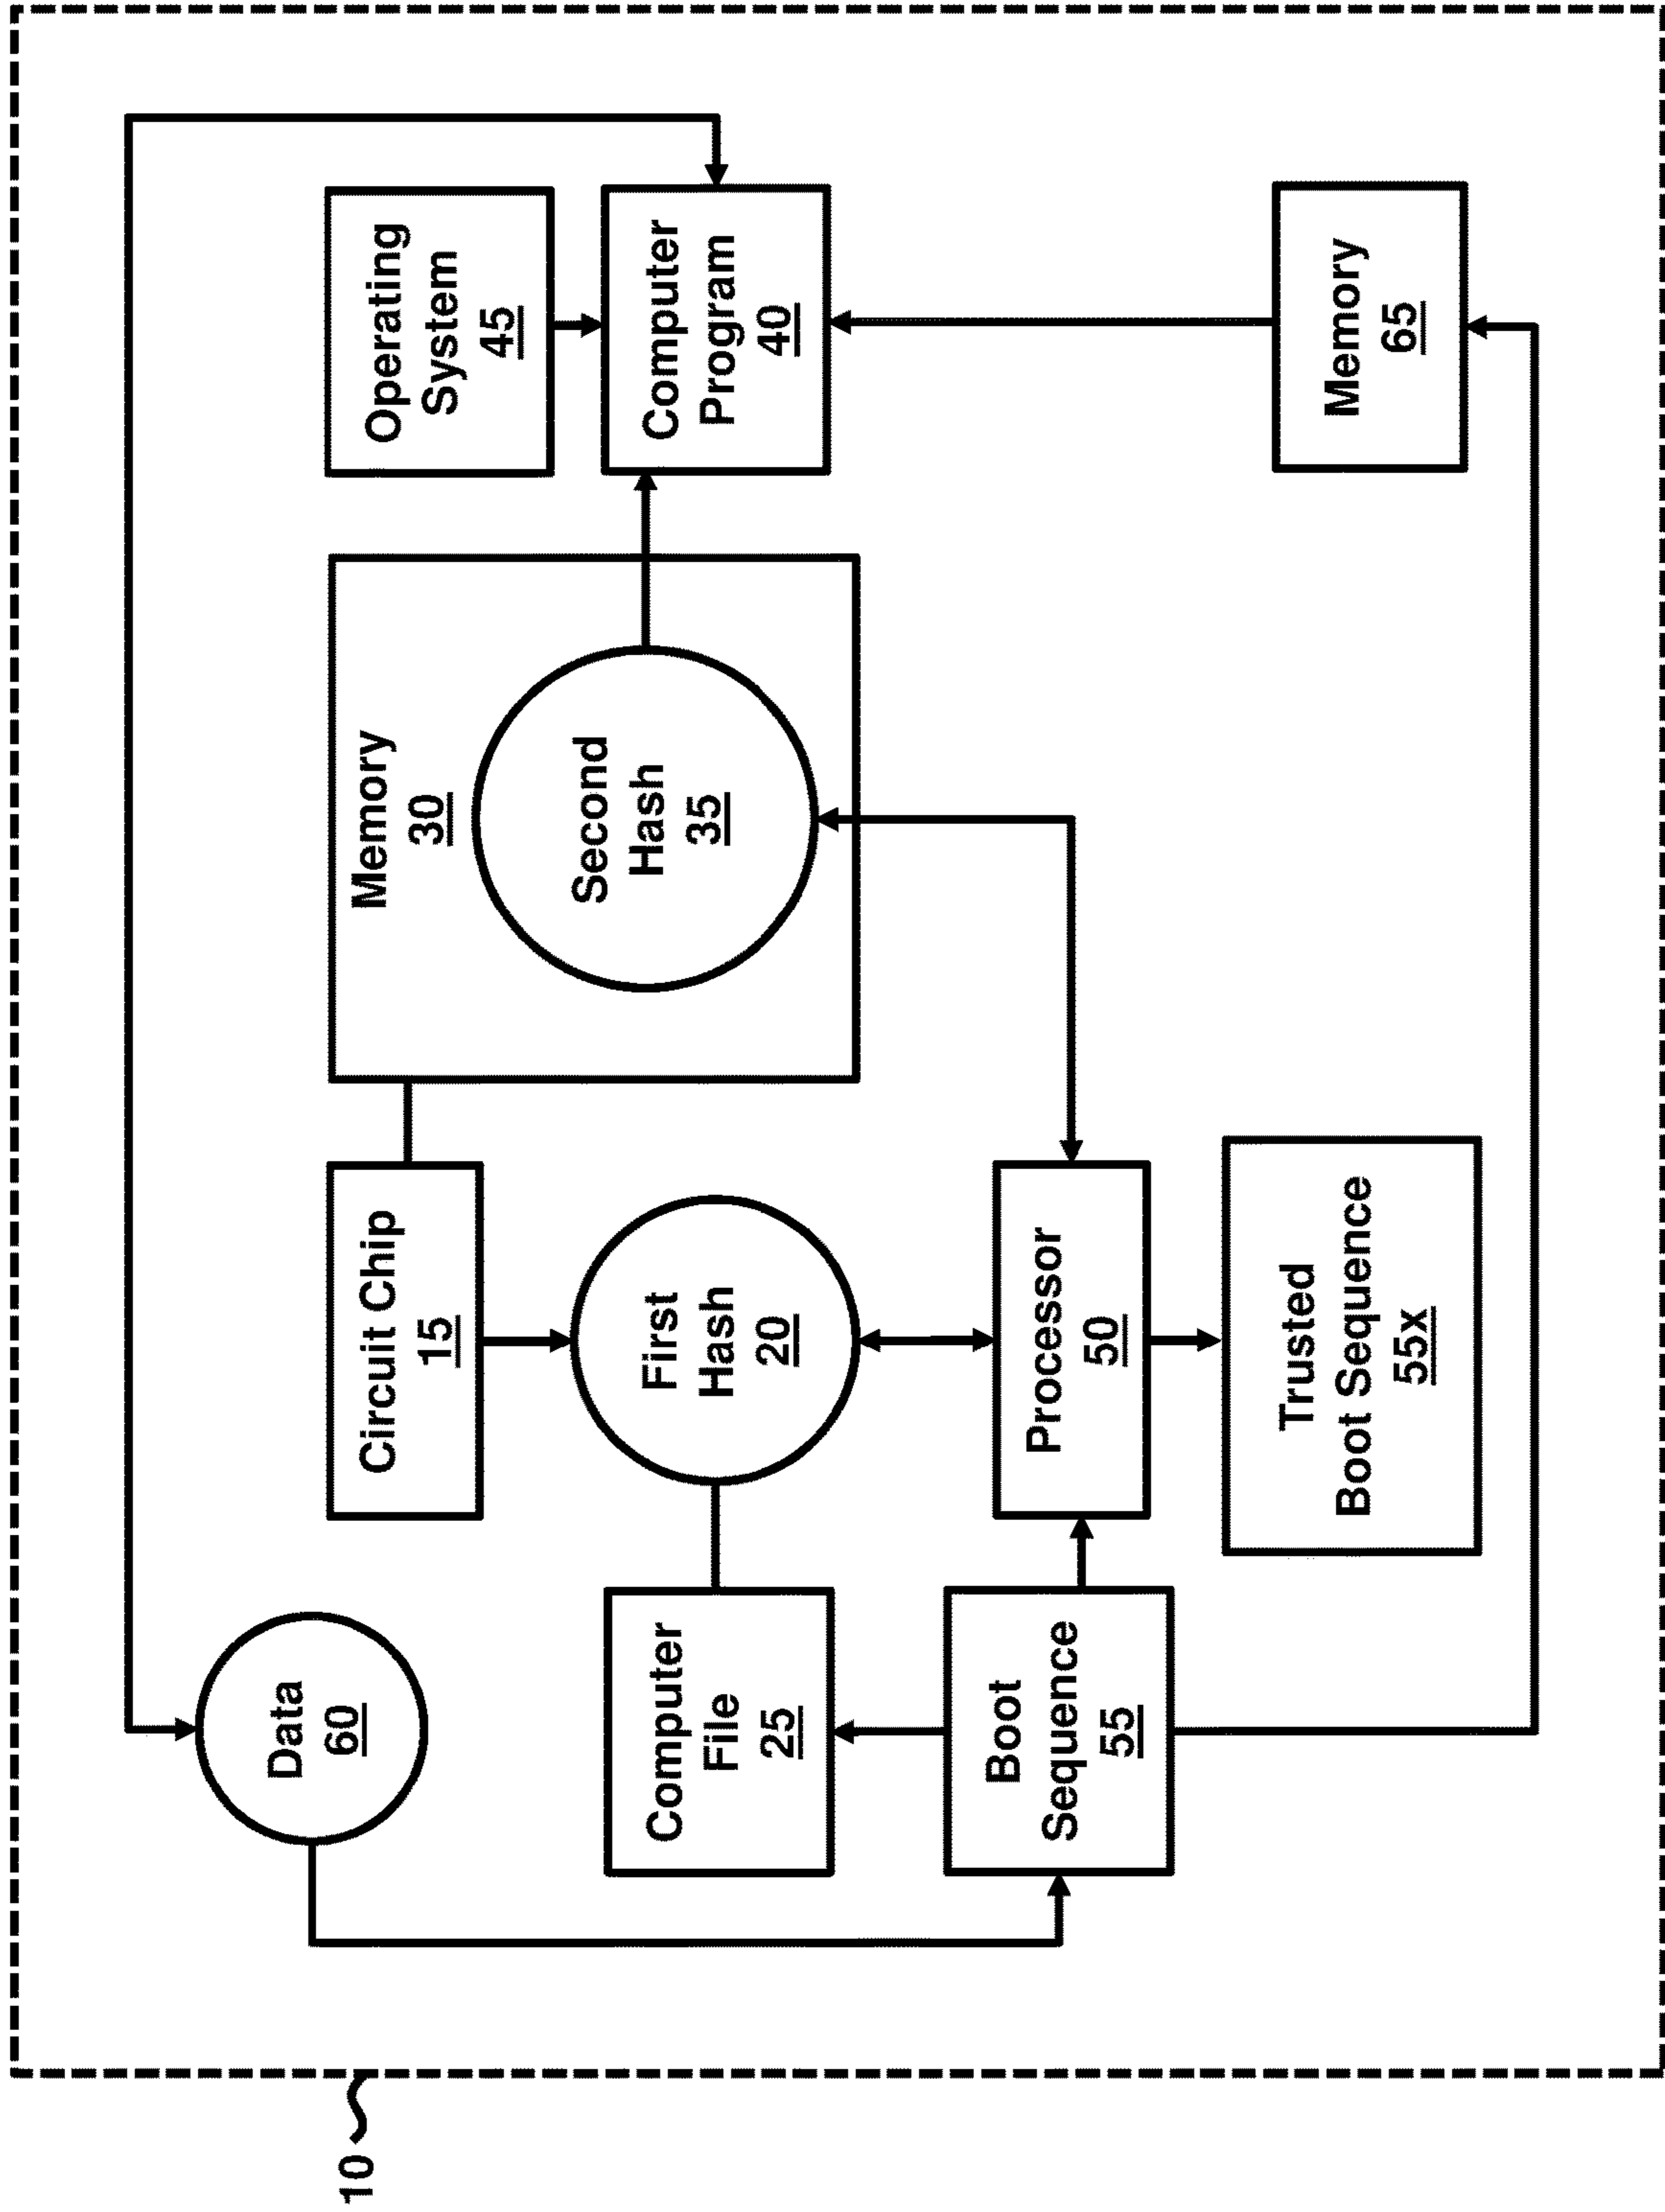 10
Data
60
Circuit Chip
15
Memory
30
Operating
System
45
Computer
File
25
First
Hash
20
Second
Hash
35
Computer
Program
40
Boot
Sequence
55
Processor
50
Trusted
Boot Sequence
55x
Memory
65